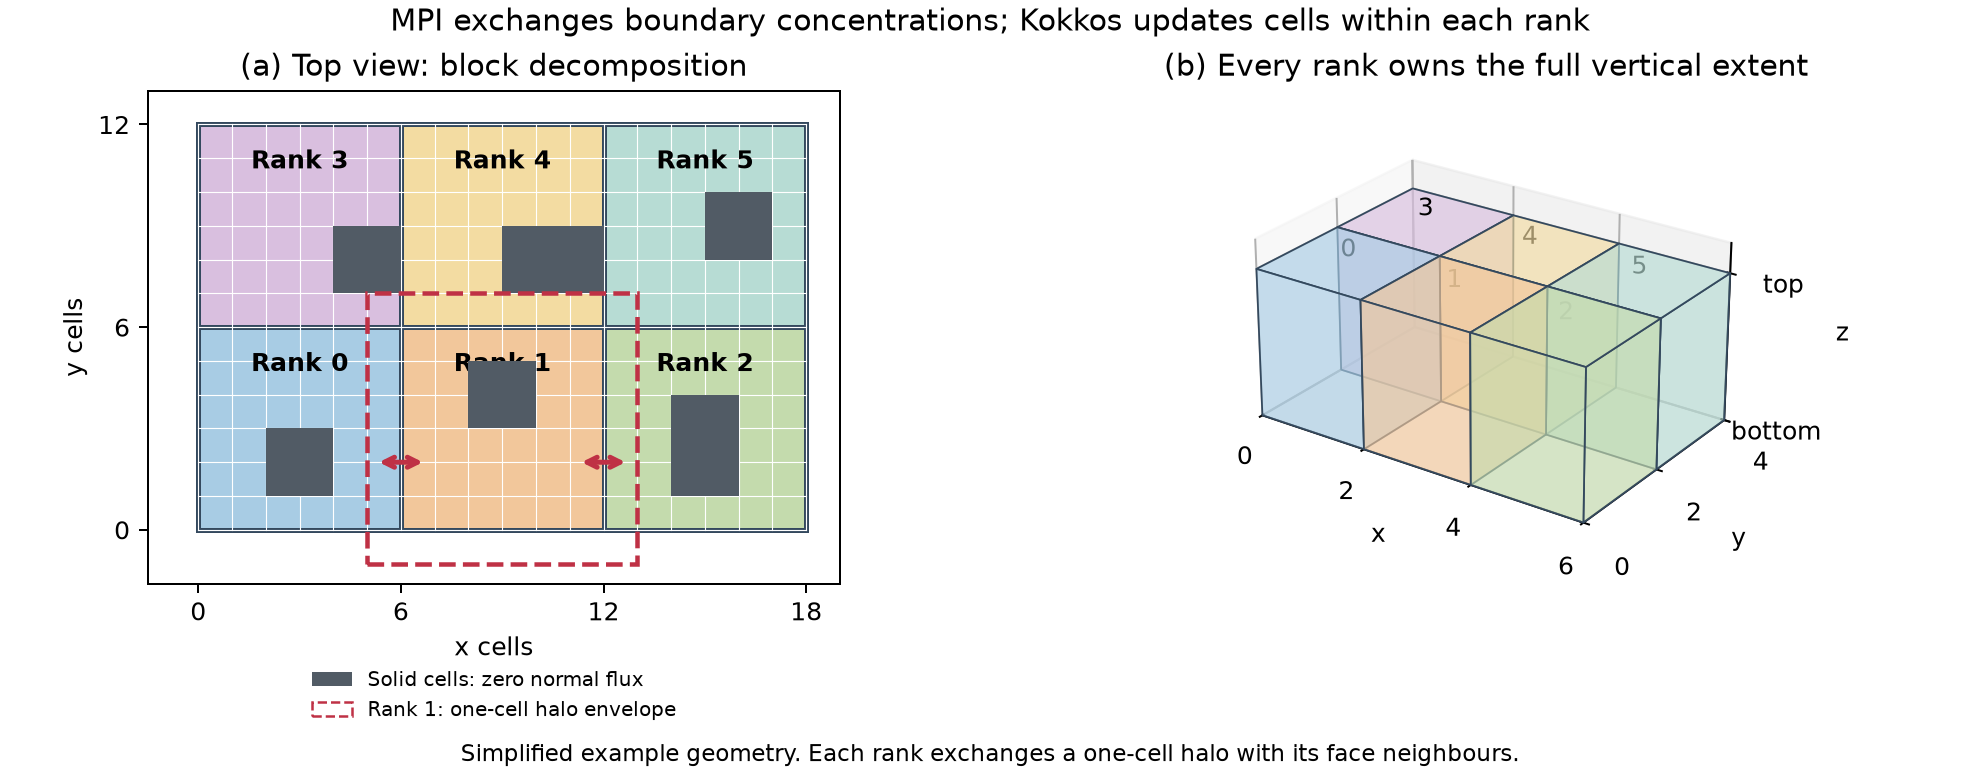 MPI exchanges boundary concentrations; Kokkos updates cells within each rank
(a) Top view: block decomposition
12
6
0
y cells
Rank 3
Rank 4
Rank 5
Rank 0
Rank 1
Rank 2
0
6
12
18
x cells
Solid cells: zero normal flux
Rank 1: one-cell halo envelope
(b) Every rank owns the full vertical extent
3
4
5
0
1
2
top
z
bottom
0
2
4
6
x
0
2
4
y
Simplified example geometry. Each rank exchanges a one-cell halo with its face neighbours.